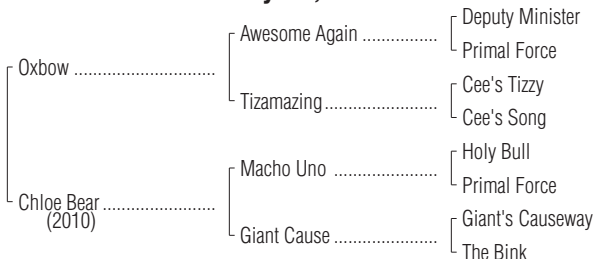 Deputy Minister
Awesome Again ................
Primal Force
Oxbow ..............................
Cee's Tizzy
Tizamazing........................
Cee's Song
Holy Bull
Macho Uno ......................
Primal Force
Chloe Bear ........................
(2010)
Giant's Causeway
Giant Cause ......................
The Bink